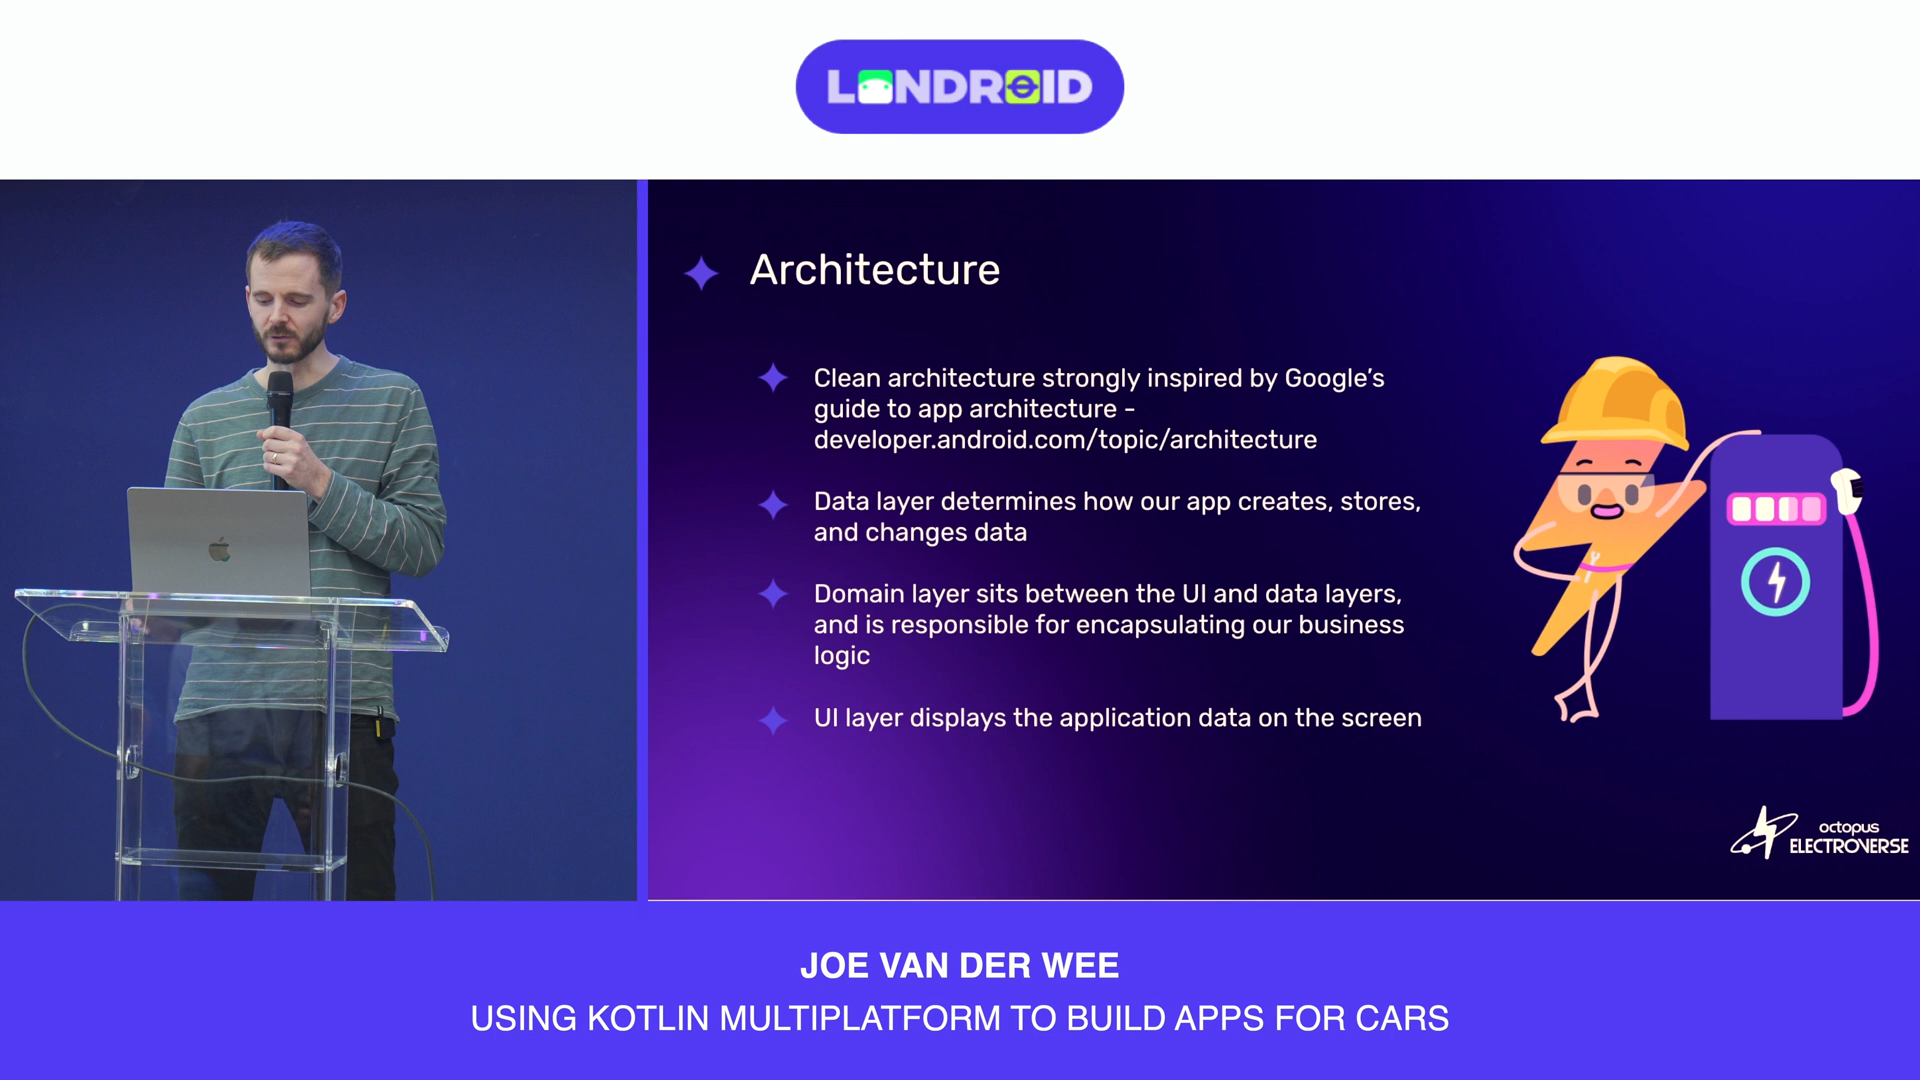 LONDROID
Architecture
Clean architecture strongly inspired by Google’s
guide to app architecture -
developer.android.com/topic/architecture
Data layer determines how our app creates, stores,
and changes data
Domain layer sits between the UI and data layers,
and is responsible for encapsulating our business
logic
UI layer displays the application data on the screen
octopus
ELECTROVERSE
JOE VAN DER WEE
USING KOTLIN MULTIPLATFORM TO BUILD APPS FOR CARS